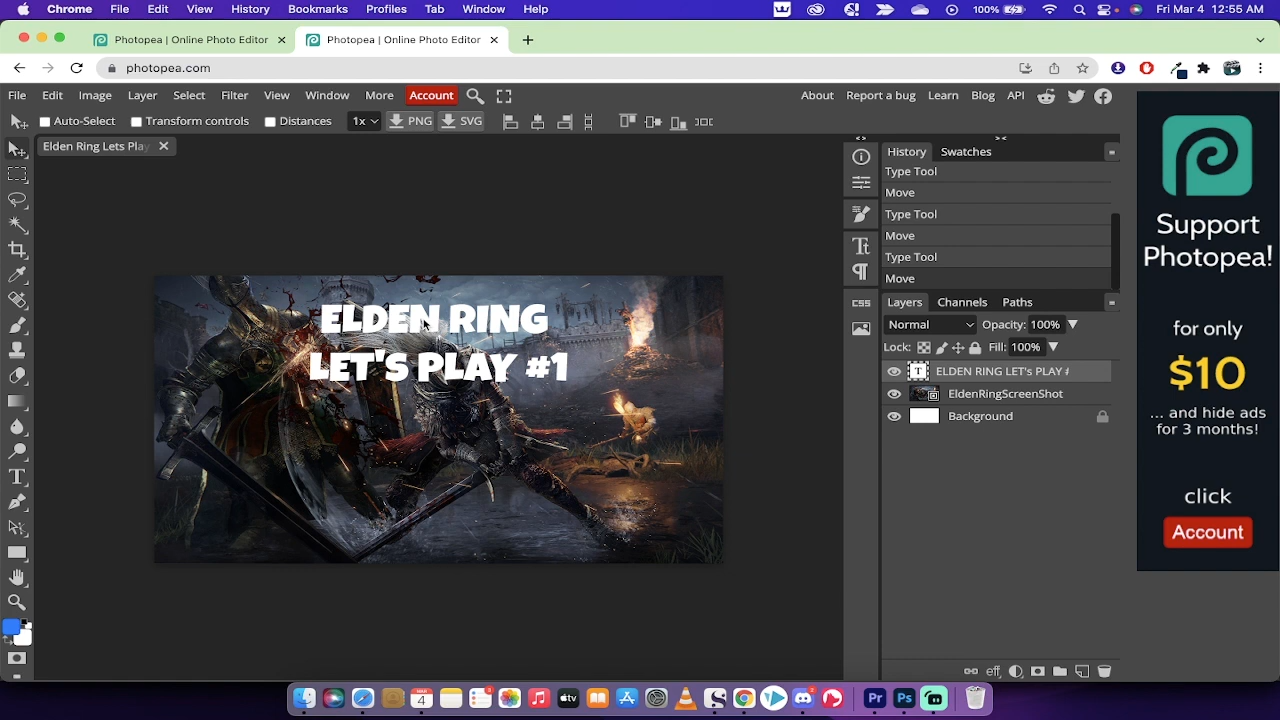 Chrome File Edit View History Bookmarks Profiles Tab Window Help 100% Fri Mar 4 12:55 AM
Photopea | Online Photo Editor Photopea | Online Photo Editor
photopea.com
File Edit Image Layer Select Filter View Window More Account About Report a bug Learn Blog API
Auto-Select Transform controls Distances 1x PNG SVG
Elden Ring Lets Play
History Swatches
Type Tool
Move
Type Tool
Move
Type Tool
Move
CSS
Layers Channels Paths
Normal Opacity: 100%
Lock: Fill: 100%
ELDEN RING LET's PLAY #
EldenRingScreenShot
Background
eff
ELDEN RING
LET'S PLAY #1
Support
Photopea!
for only
$10
... and hide ads
for 3 months!
click
Account
4
Pr Ps